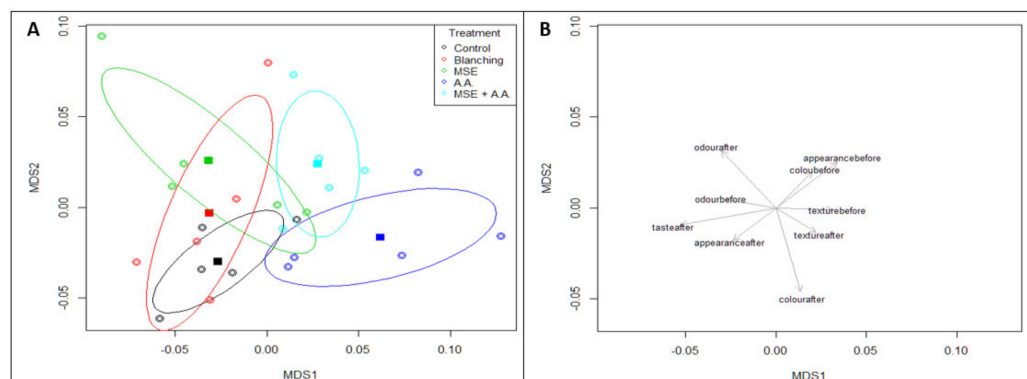 A
Treatment
Control
Blanching
MSE
A.A.
MSE + A.A.
MDS2
0.10
0.05
0.00
-0.05
-0.05
0.00
0.05
0.10
MDS1
B
MDS2
0.10
0.05
0.00
-0.05
odourafter
appearancebefore
coloubefore
odourbefore
texturebefore
tasteafter
textureafter
appearanceafter
colourafter
-0.05
0.00
0.05
0.10
MDS1